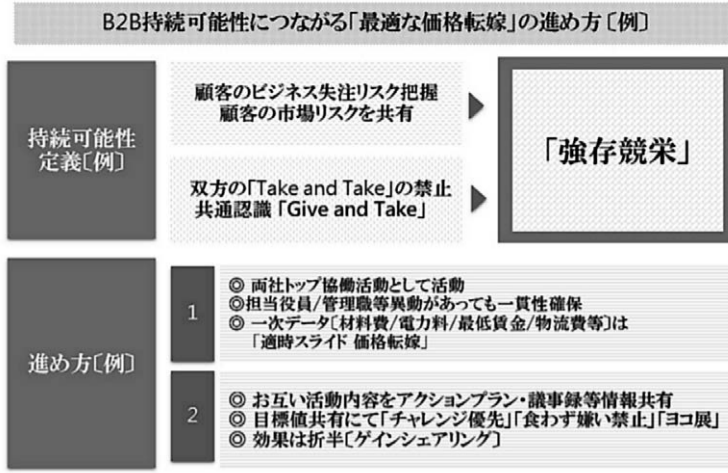 B2B持続可能性につながる「最適な価格転嫁」の進め方〔例〕
持続可能性
定義〔例〕
顧客のビジネス失注リスク把握
顧客の市場リスクを共有
双方の「Take and Take」の禁止
共通認識 「Give and Take」
「強存競栄」
進め方〔例〕
1
◎ 両社トップ協働活動として活動
◎担当役員/管理職等異動があっても一貫性確保
◎ 一次データ〔材料費/電力料/最低賃金/物流費等〕は
「適時スライド 価格転嫁」
2
◎ お互い活動内容をアクションプラン・議事録等情報共有
◎ 目標値共有にて「チャレンジ優先」「食わず嫌い禁止」「ヨコ展」
◎ 効果は折半〔ゲインシェアリング〕